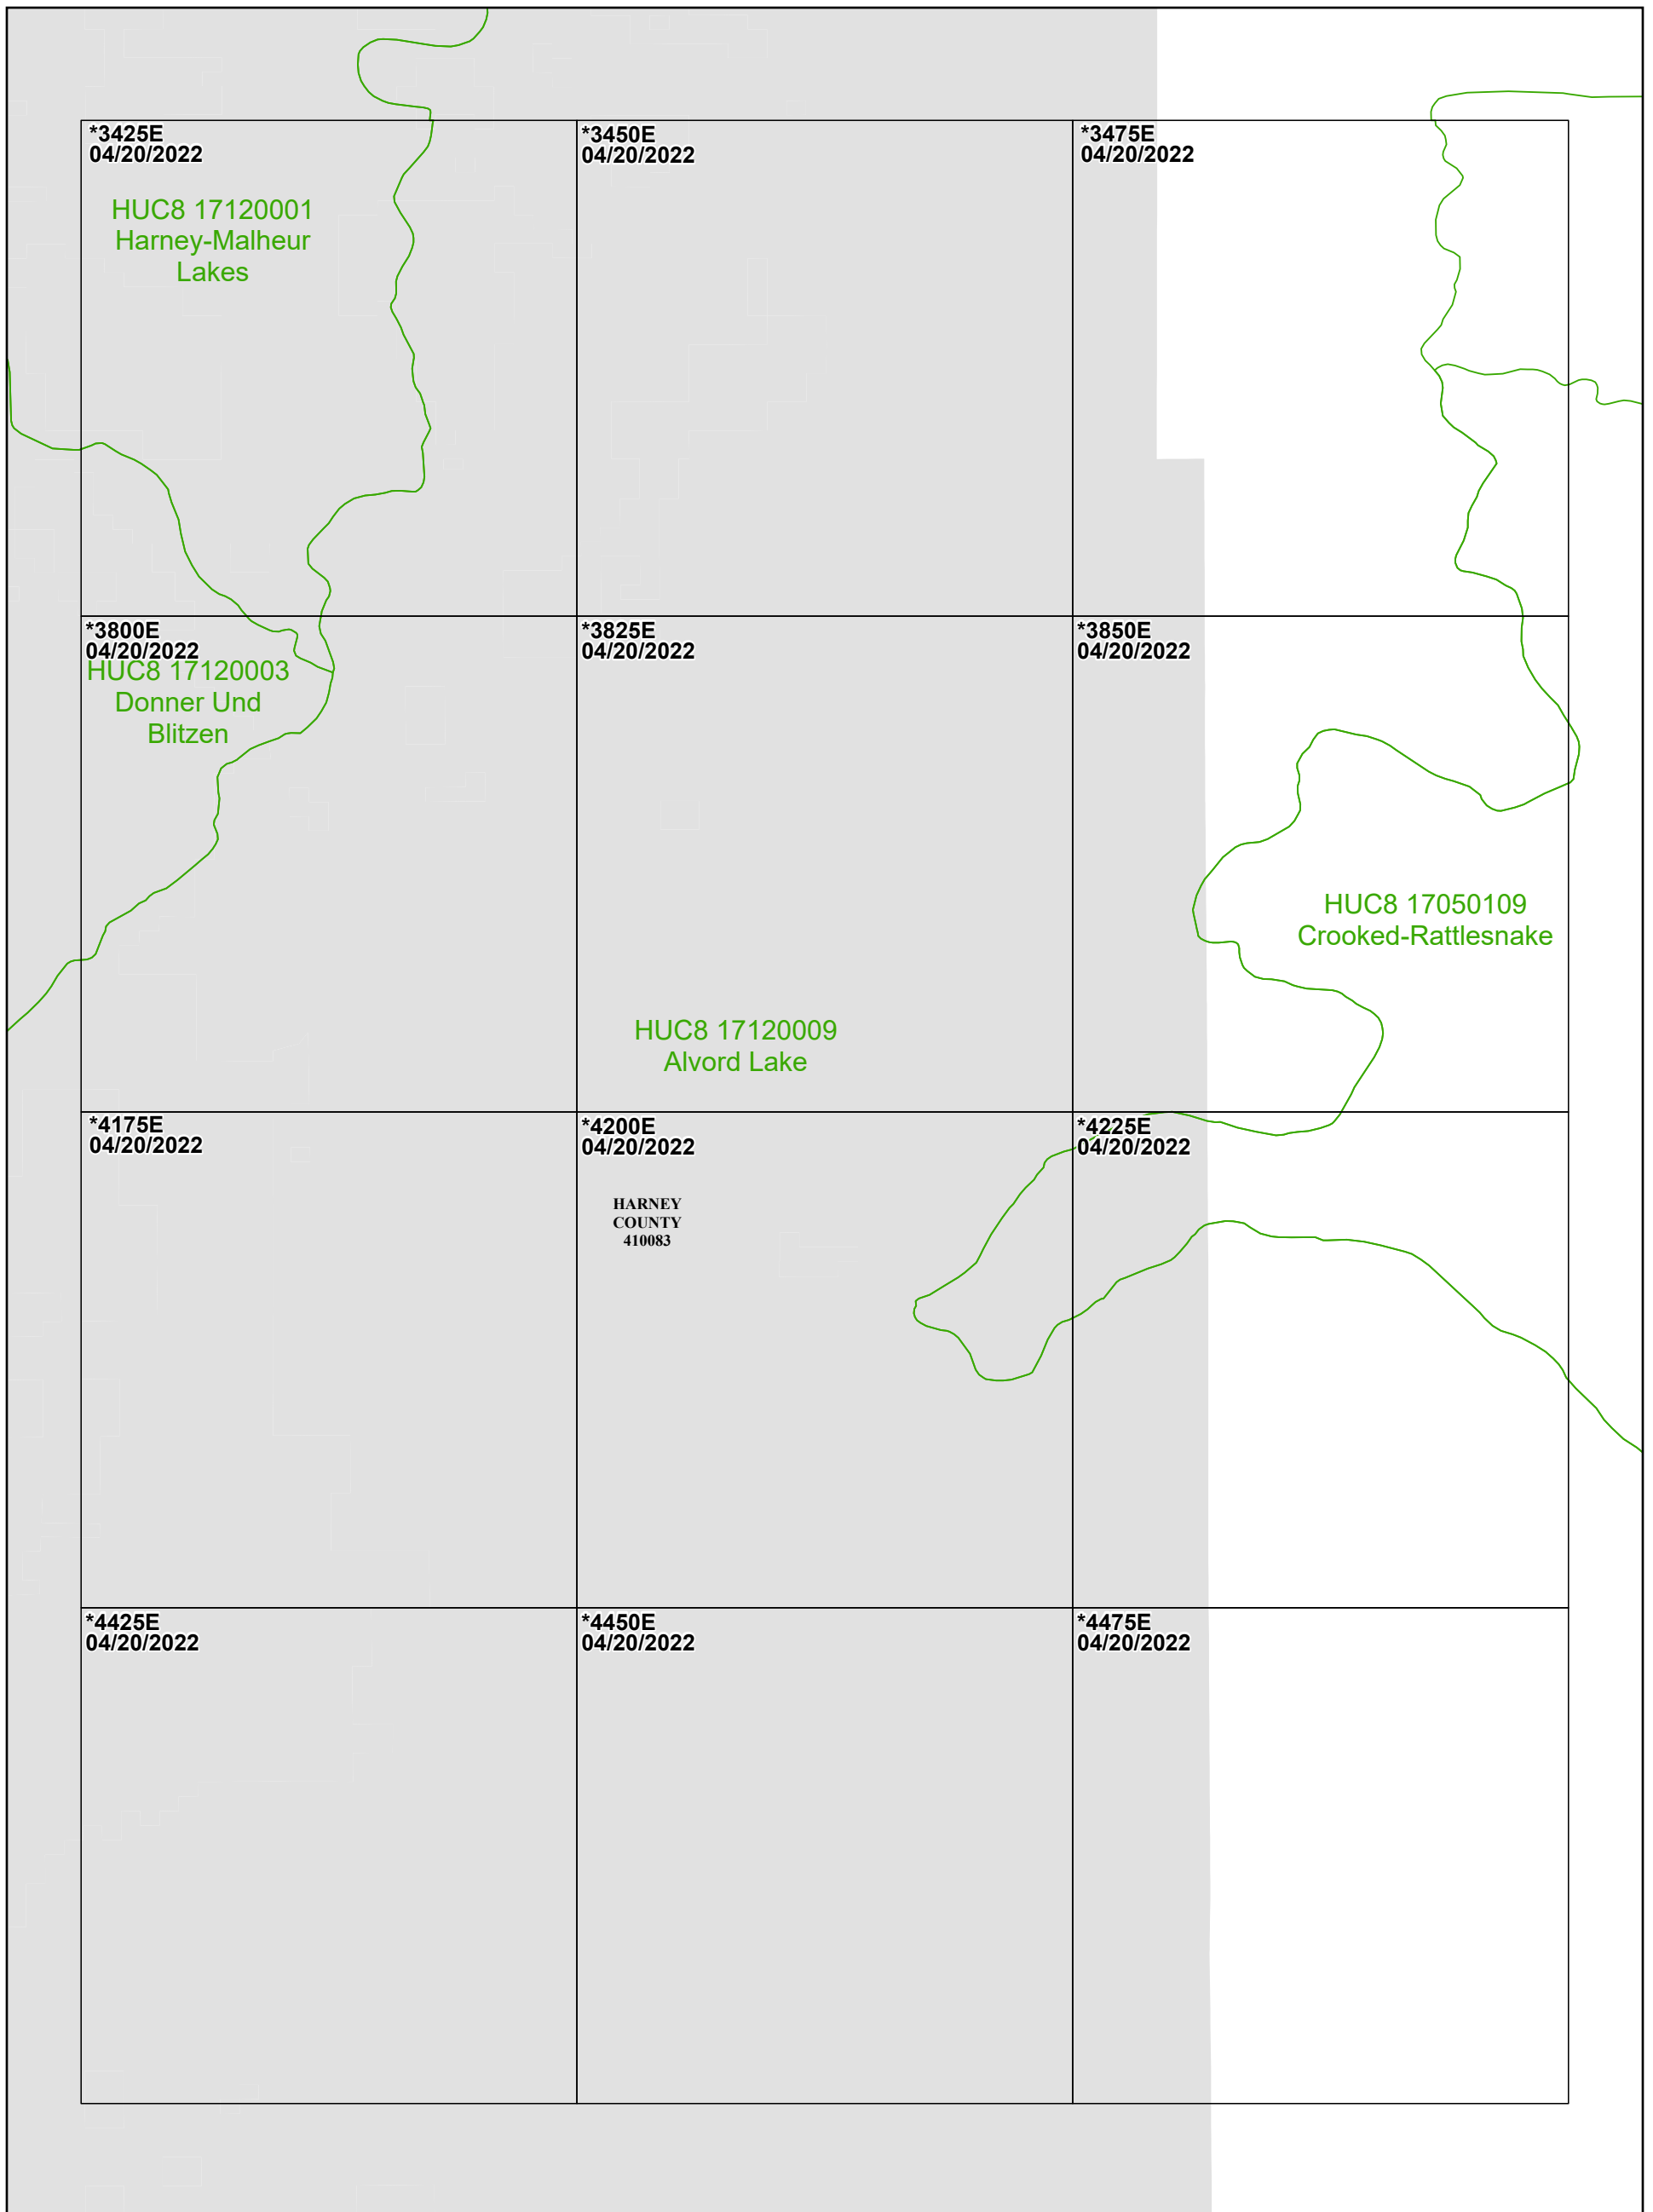 *3425E
04/20/2022
*3450E
04/20/2022
*3475E
04/20/2022
HUC8 17120001
Harney-Malheur
Lakes
*3800E
04/20/2022
*3825E
04/20/2022
*3850E
04/20/2022
HUC8 17120003
Donner Und
Blitzen
HUC8 17050109
Crooked-Rattlesnake
HUC8 17120009
Alvord Lake
*4175E
04/20/2022
*4200E
04/20/2022
*4225E
04/20/2022
HARNEY
COUNTY
410083
*4425E
04/20/2022
*4450E
04/20/2022
*4475E
04/20/2022